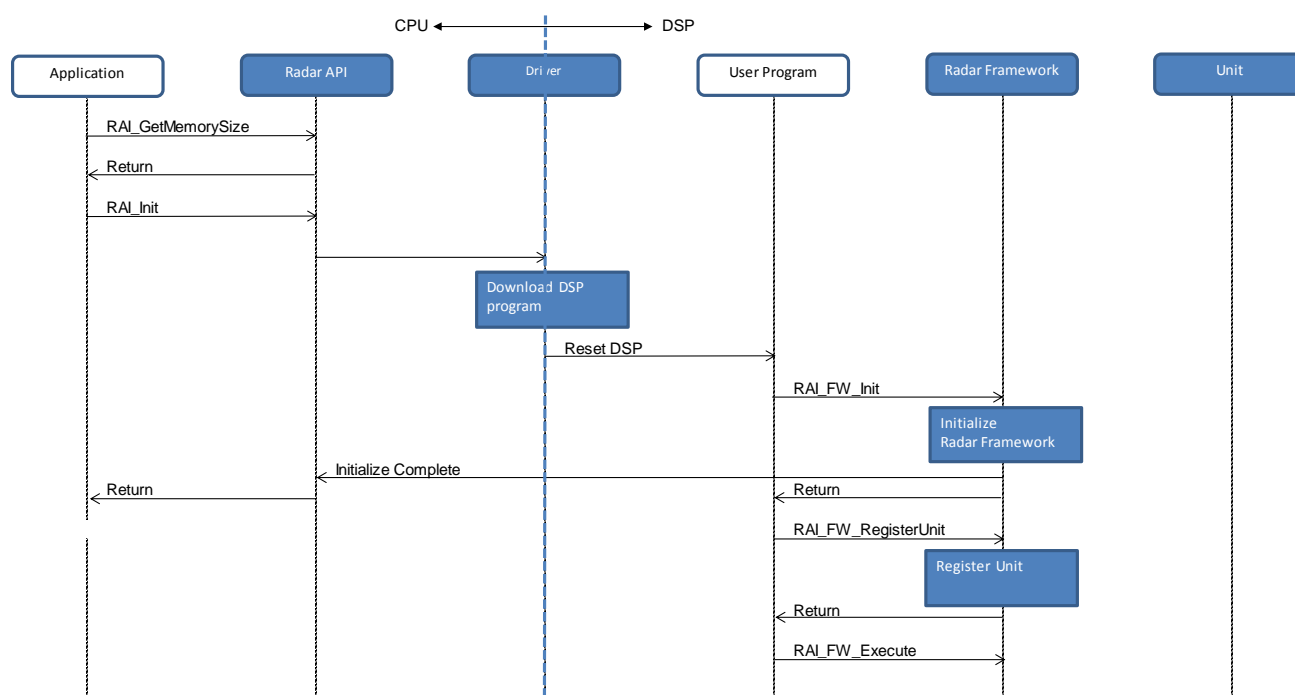 CPU DSP
Application Radar API Driver User Program Radar Framework Unit
RAI_GetMemorySize
Return
RAI_Init
Download DSP
program
Reset DSP
RAI_FW_Init
Initialize
Radar Framework
Initialize Complete
Return Return
RAI_FW_RegisterUnit
Register Unit
Return
RAI_FW_Execute